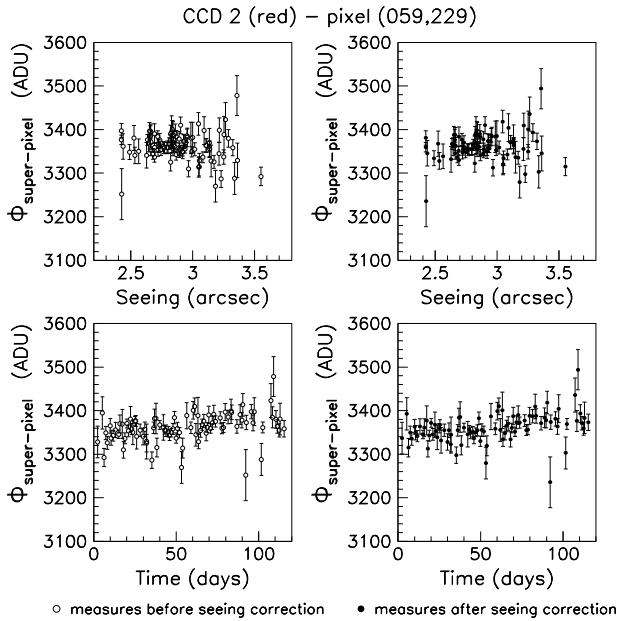 CCD 2 (red) – pixel (059,229)
Φsuper–pixel (ADU)
3600
3500
3400
3300
3200
3100
2.5 3 3.5
Seeing (arcsec)
Φsuper–pixel (ADU)
3600
3500
3400
3300
3200
3100
2.5 3 3.5
Seeing (arcsec)
Φsuper–pixel (ADU)
3600
3500
3400
3300
3200
3100
0 50 100
Time (days)
Φsuper–pixel (ADU)
3600
3500
3400
3300
3200
3100
0 50 100
Time (days)
measures before seeing correction
measures after seeing correction